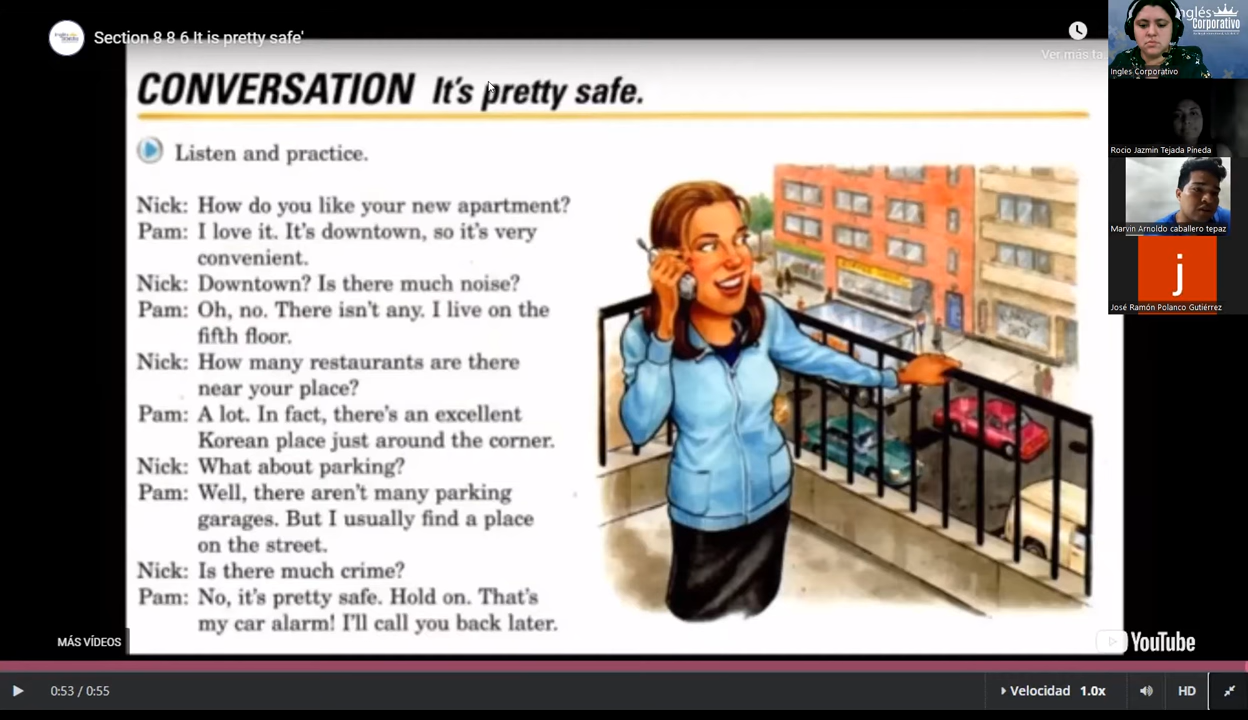 Section 8 8 6 It is pretty safe'
Ver más ta
CONVERSATION It's pretty safe.
Listen and practice.
Nick: How do you like your new apartment?
Pam: I love it. It's downtown, so it's very
convenient.
Nick: Downtown? Is there much noise?
Pam: Oh, no. There isn't any. I live on the
fifth floor.
Nick: How many restaurants are there
near your place?
Pam: A lot. In fact, there's an excellent
Korean place just around the corner.
Nick: What about parking?
Pam: Well, there aren't many parking
garages. But I usually find a place
on the street.
Nick: Is there much crime?
Pam: No, it's pretty safe. Hold on. That's
my car alarm! I'll call you back later.
MÁS VÍDEOS
YouTube
0:53 / 0:55
Velocidad 1.0x
HD
Inglés
Corporativo
Ingles Corporativo
Rocio Jazmin Tejada Pineda
Marvin Arnoldo caballero tepaz
j
José Ramón Polanco Gutiérrez